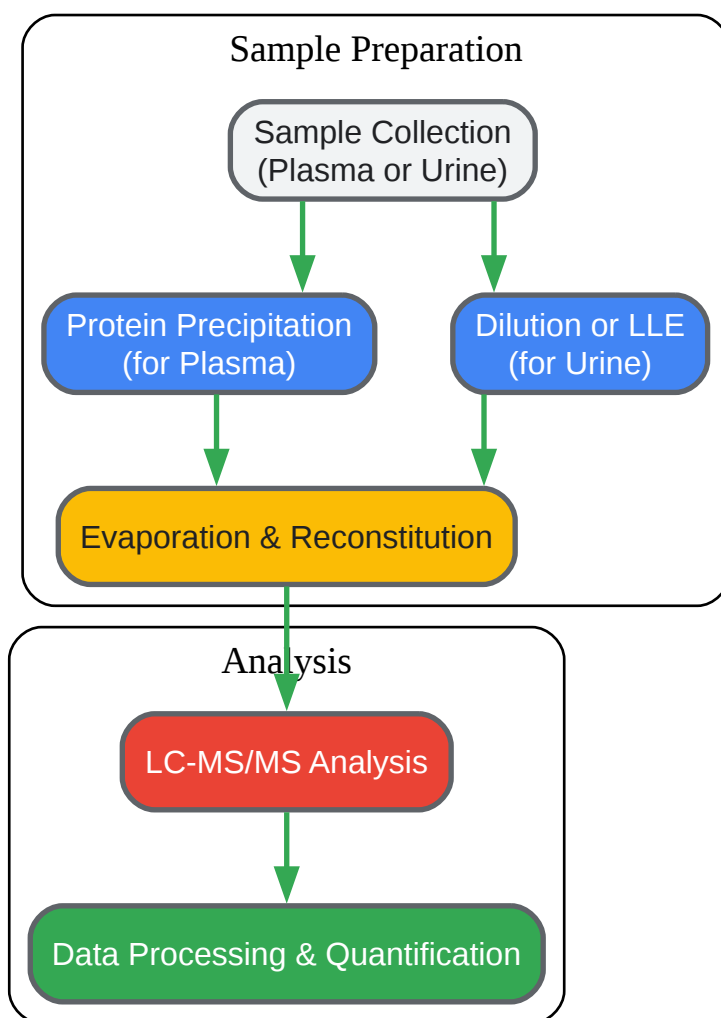 Sample Preparation
Sample Collection
(Plasma or Urine)
Protein Precipitation
(for Plasma)
Dilution or LLE
(for Urine)
Evaporation & Reconstitution
Analysis
LC-MS/MS Analysis
Data Processing & Quantification